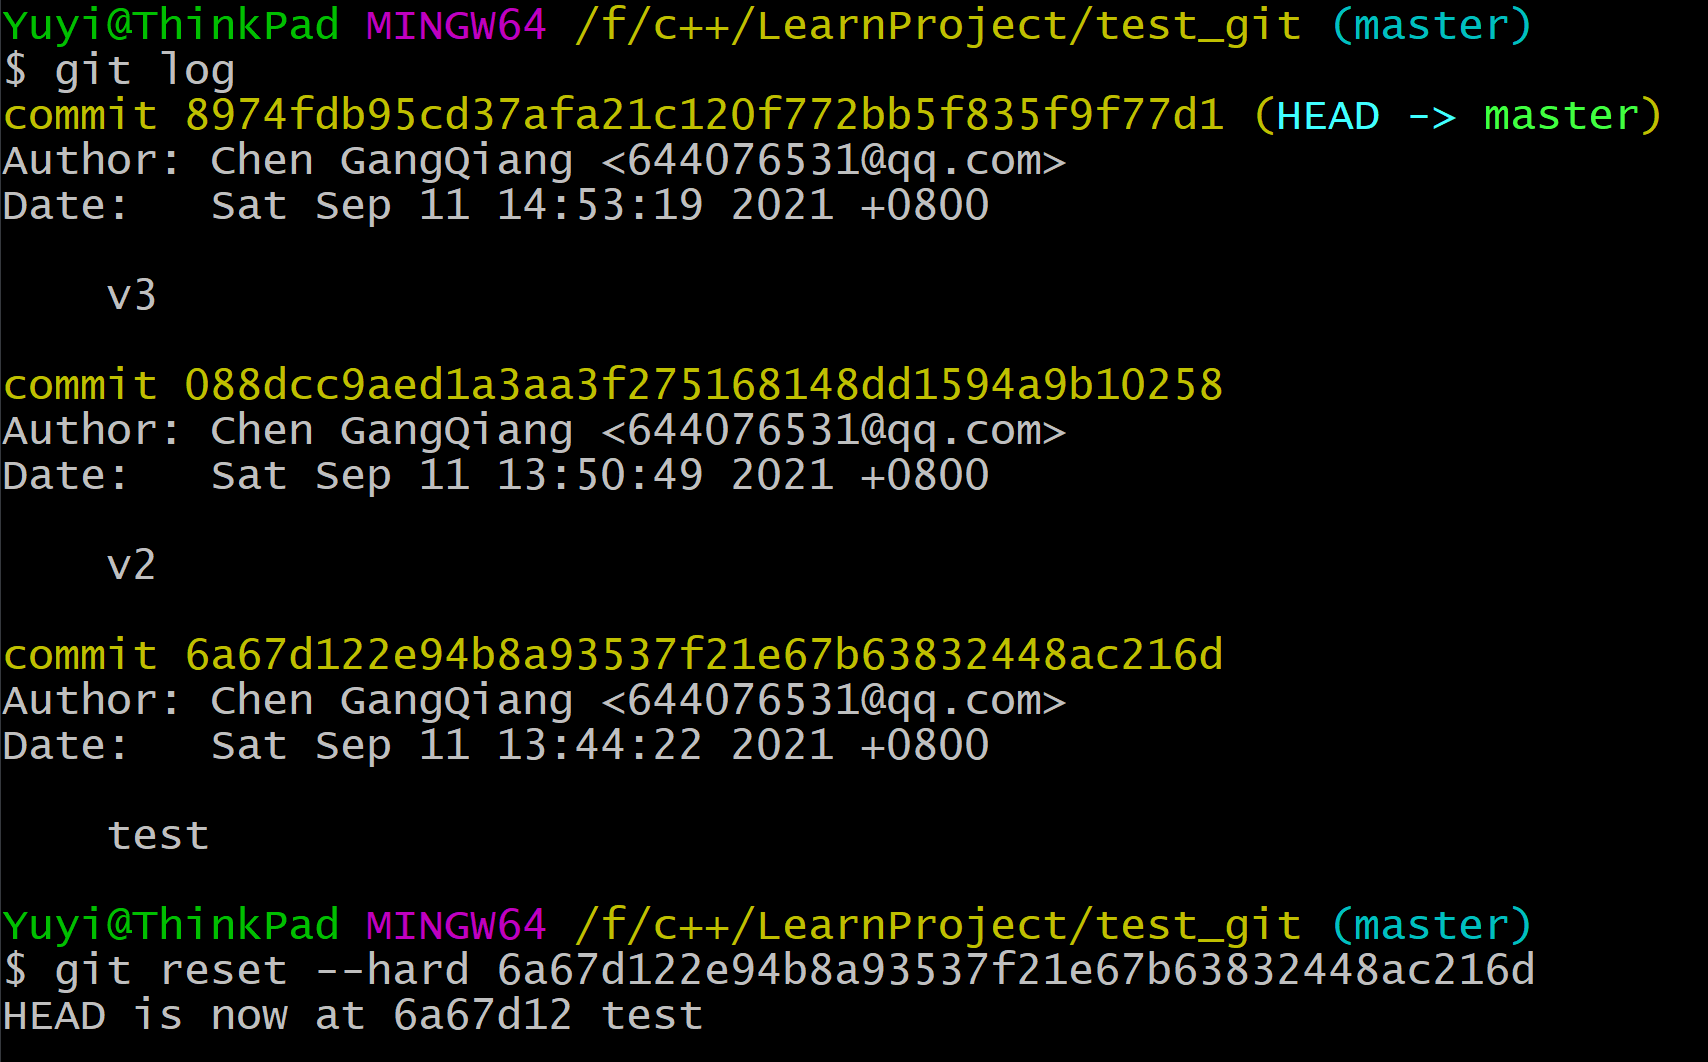 Yuyi@ThinkPad MINGW64 /f/c++/LearnProject/test_git (master)
$ git log
commit 8974fdb95cd37afa21c120f772bb5f835f9f77d1 (HEAD -> master)
Author: Chen GangQiang <644076531@qq.com>
Date:   Sat Sep 11 14:53:19 2021 +0800
    v3
commit 088dcc9aed1a3aa3f275168148dd1594a9b10258
Author: Chen GangQiang <644076531@qq.com>
Date:   Sat Sep 11 13:50:49 2021 +0800
    v2
commit 6a67d122e94b8a93537f21e67b63832448ac216d
Author: Chen GangQiang <644076531@qq.com>
Date:   Sat Sep 11 13:44:22 2021 +0800
    test
Yuyi@ThinkPad MINGW64 /f/c++/LearnProject/test_git (master)
$ git reset --hard 6a67d122e94b8a93537f21e67b63832448ac216d
HEAD is now at 6a67d12 test